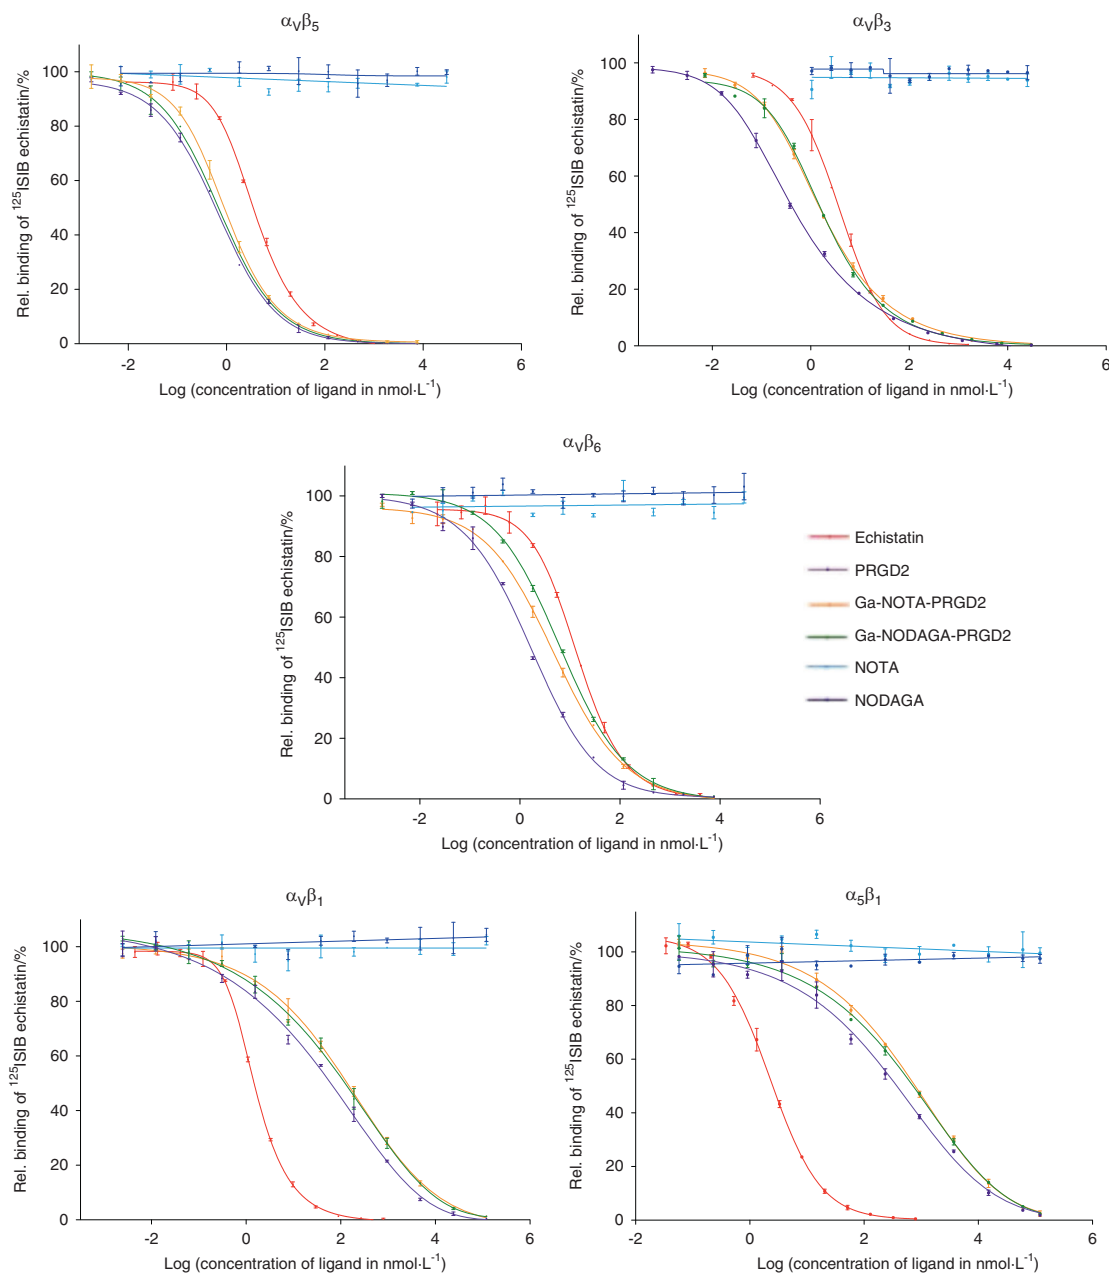 α_Vβ_5
Rel. binding of ¹²⁵ISIB echistatin/%
100
80
60
40
20
0
-2 0 2 4 6
Log (concentration of ligand in nmol·L⁻¹)
α_Vβ_3
Rel. binding of ¹²⁵ISIB echistatin/%
100
80
60
40
20
0
-2 0 2 4 6
Log (concentration of ligand in nmol·L⁻¹)
α_Vβ_6
Rel. binding of ¹²⁵ISIB echistatin/%
100
80
60
40
20
0
-2 0 2 4 6
Log (concentration of ligand in nmol·L⁻¹)
Echistatin
PRGD2
Ga-NOTA-PRGD2
Ga-NODAGA-PRGD2
NOTA
NODAGA
α_Vβ_1
Rel. binding of ¹²⁵ISIB echistatin/%
100
80
60
40
20
0
-2 0 2 4 6
Log (concentration of ligand in nmol·L⁻¹)
α_5β_1
Rel. binding of ¹²⁵ISIB echistatin/%
100
80
60
40
20
0
-2 0 2 4 6
Log (concentration of ligand in nmol·L⁻¹)